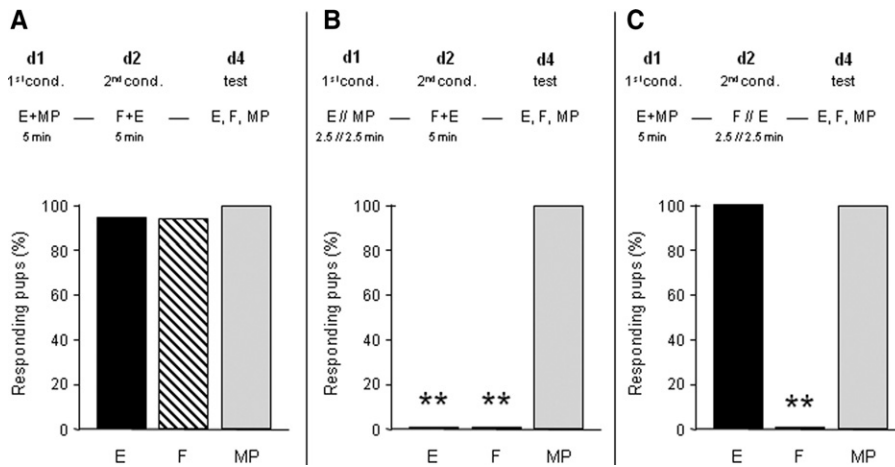 A
d1 d2 d4
1st cond. 2nd cond. test
E+MP — F+E — E, F, MP
5 min 5 min
Responding pups (%)
100
80
60
40
20
0
E F MP
B
d1 d2 d4
1st cond. 2nd cond. test
E // MP — F+E — E, F, MP
2.5 // 2.5 min 5 min
Responding pups (%)
100
80
60
40
20
0
** **
E F MP
C
d1 d2 d4
1st cond. 2nd cond. test
E+MP — F // E — E, F, MP
5 min 2.5 // 2.5 min
Responding pups (%)
100
80
60
40
20
0
**
E F MP